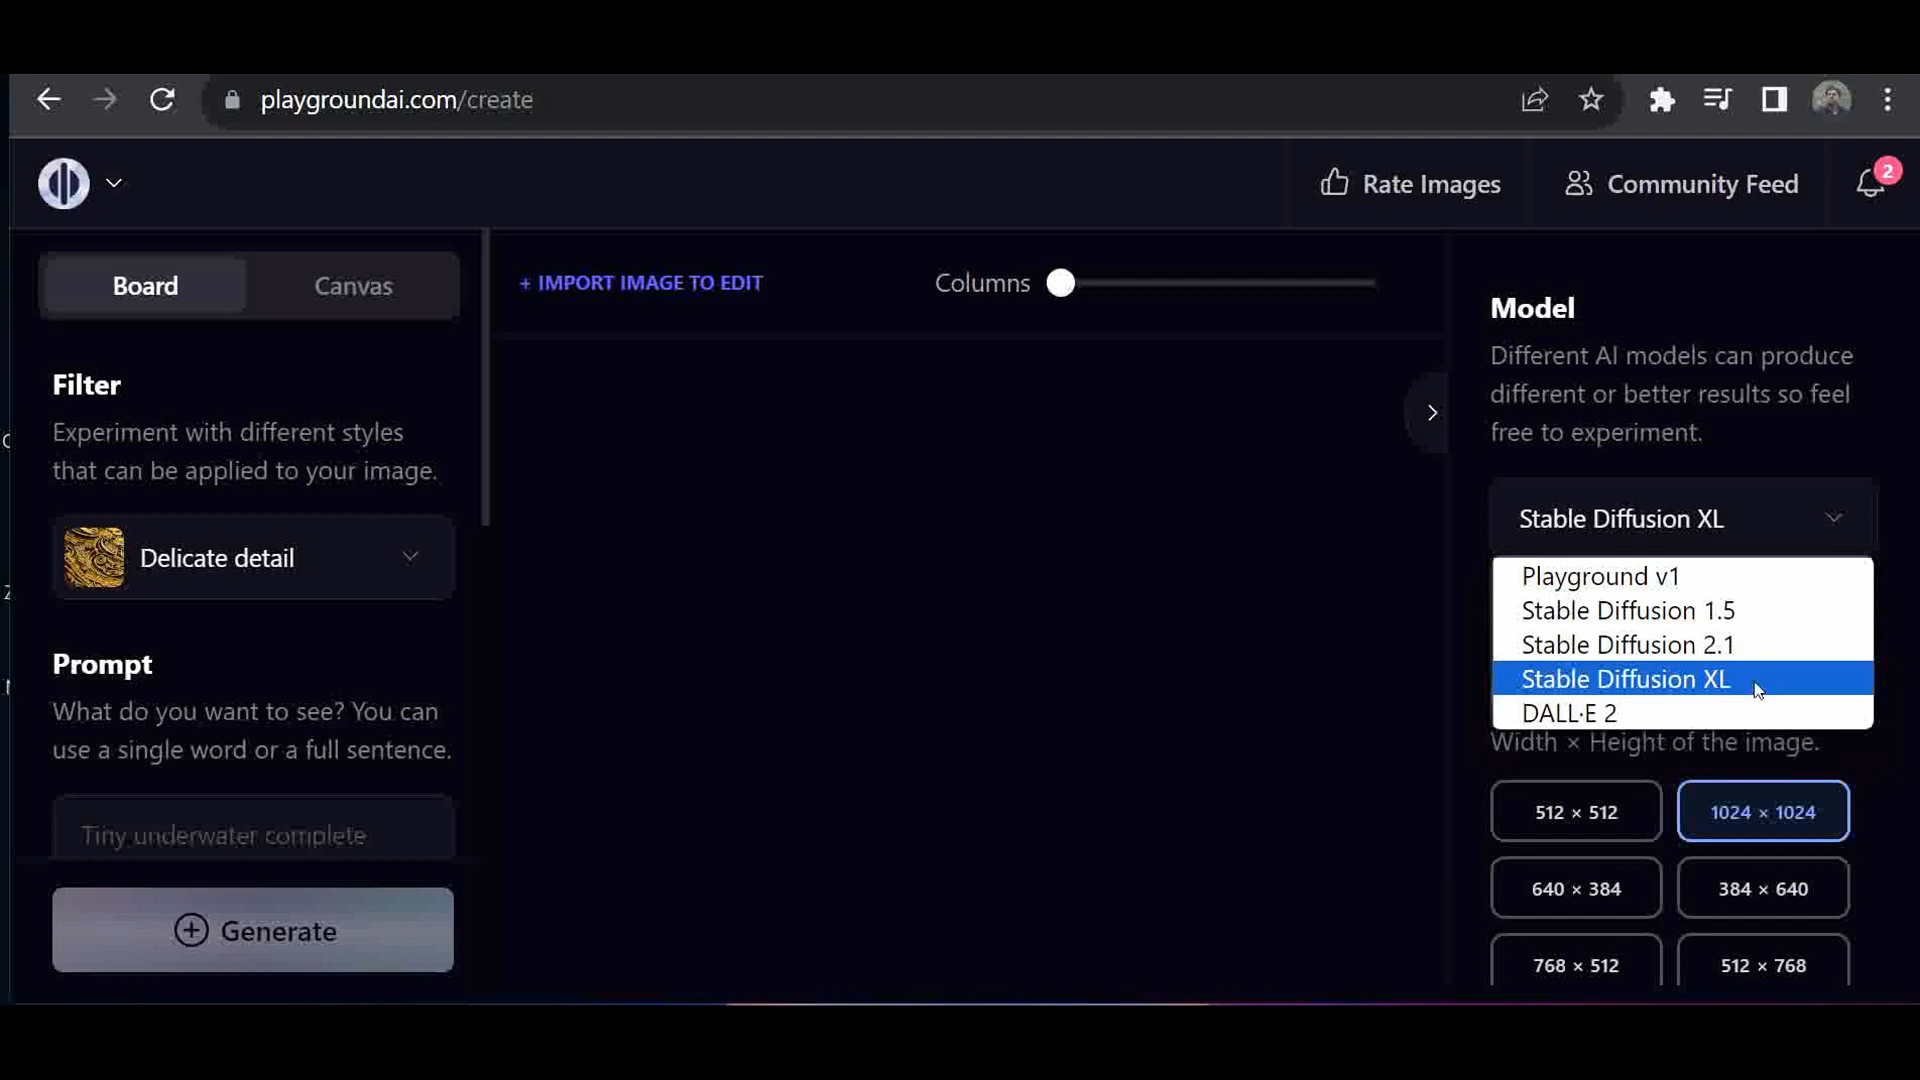 playgroundai.com/create
Rate Images
Community Feed
2
Board
Canvas
+ IMPORT IMAGE TO EDIT
Columns
Filter
Experiment with different styles
that can be applied to your image.
Delicate detail
Prompt
What do you want to see? You can
use a single word or a full sentence.
Tiny underwater complete
Generate
Model
Different AI models can produce
different or better results so feel
free to experiment.
Stable Diffusion XL
Playground v1
Stable Diffusion 1.5
Stable Diffusion 2.1
Stable Diffusion XL
DALL·E 2
Width × Height of the image.
512 × 512
1024 × 1024
640 × 384
384 × 640
768 × 512
512 × 768